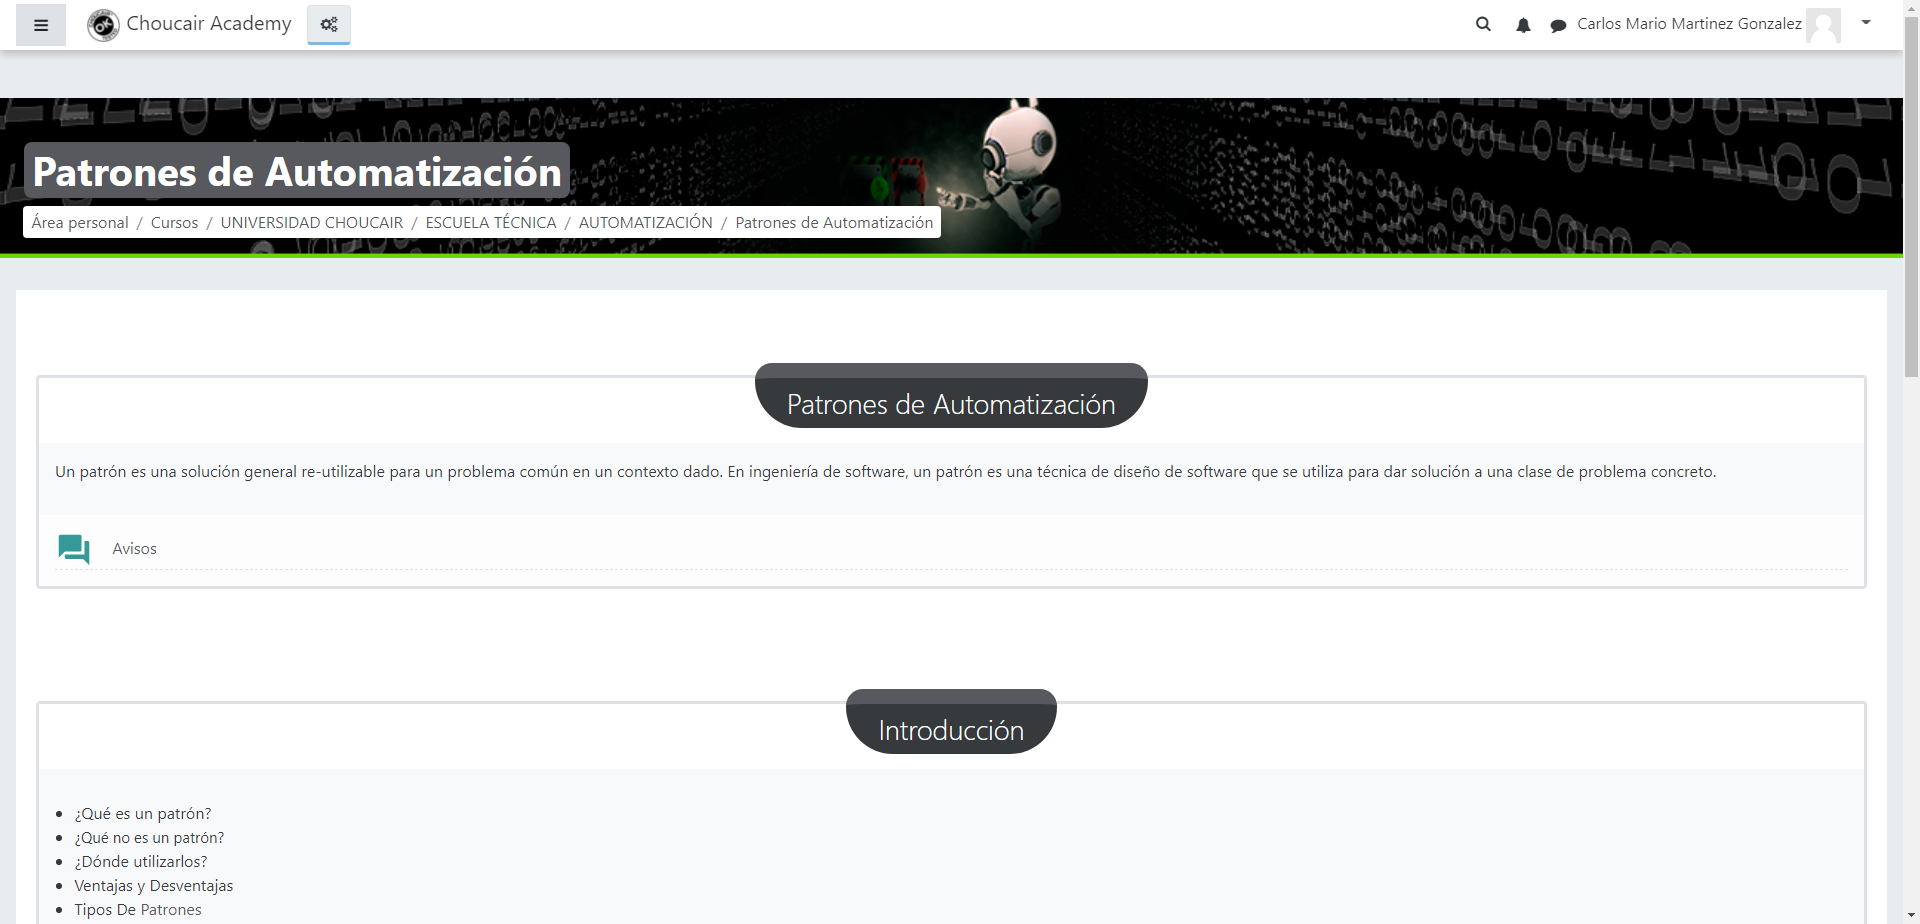 Choucair Academy
Carlos Mario Martinez Gonzalez
Patrones de Automatización
Área personal / Cursos / UNIVERSIDAD CHOUCAIR / ESCUELA TÉCNICA / AUTOMATIZACIÓN / Patrones de Automatización
Patrones de Automatización
Un patrón es una solución general re-utilizable para un problema común en un contexto dado. En ingeniería de software, un patrón es una técnica de diseño de software que se utiliza para dar solución a una clase de problema concreto.
Avisos
Introducción
¿Qué es un patrón?
¿Qué no es un patrón?
¿Dónde utilizarlos?
Ventajas y Desventajas
Tipos De Patrones